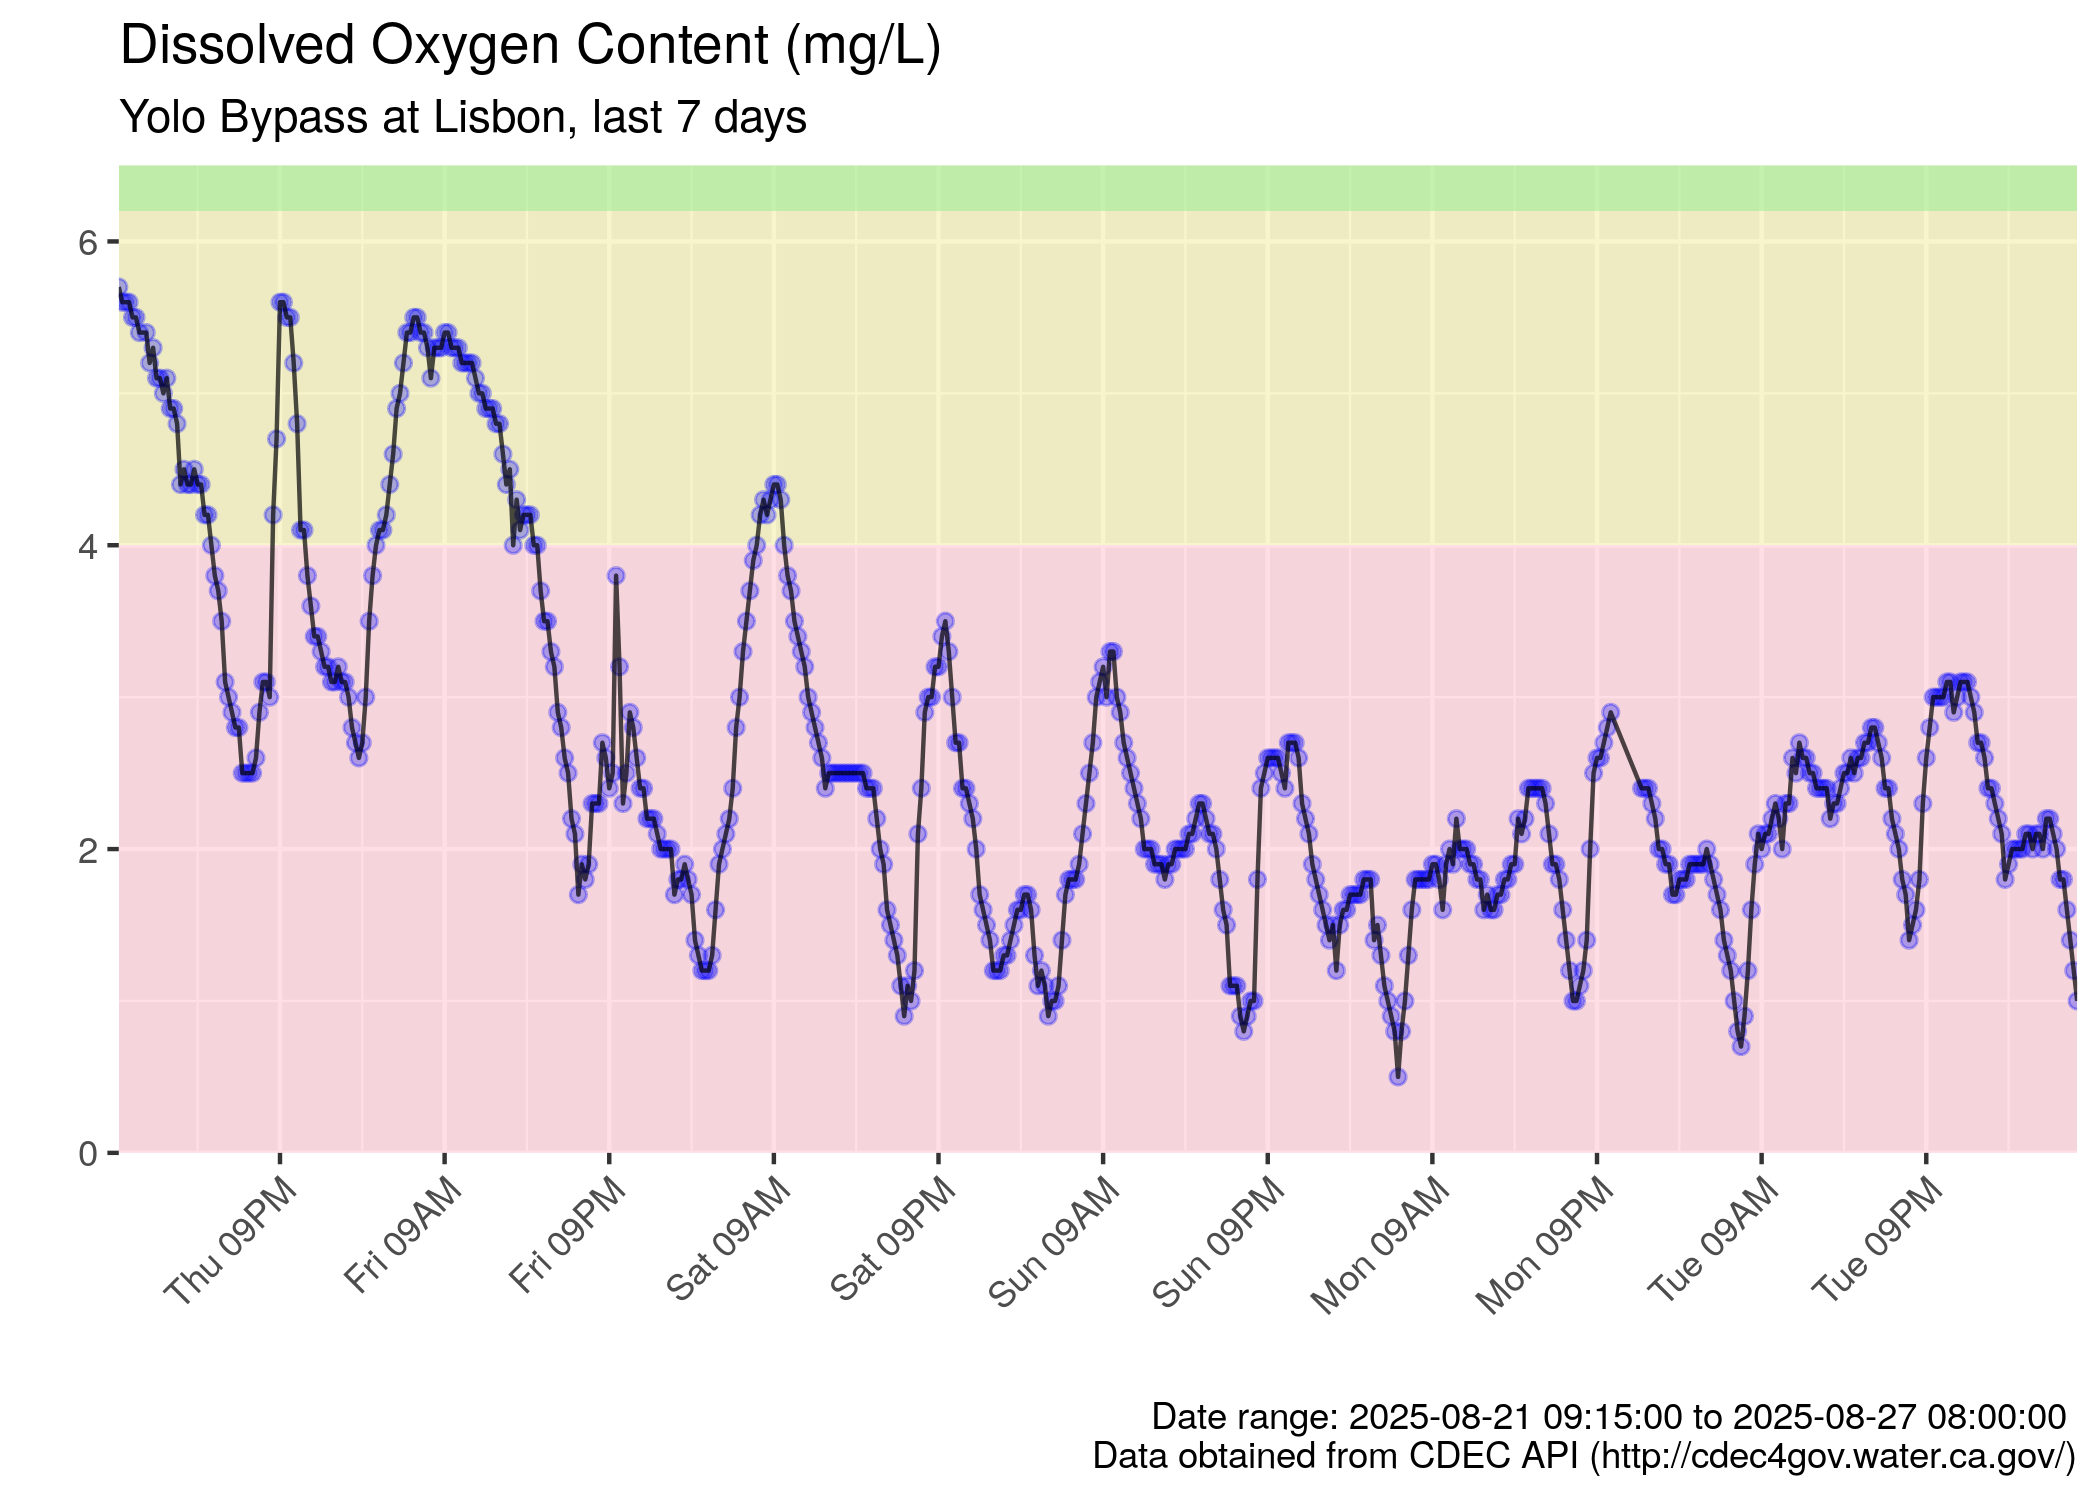 Dissolved Oxygen Content (mg/L)
Yolo Bypass at Lisbon, last 7 days
6
4
2
0
Thu 09PM
Fri 09AM
Fri 09PM
Sat 09AM
Sat 09PM
Sun 09AM
Sun 09PM
Mon 09AM
Mon 09PM
Tue 09AM
Tue 09PM
Date range: 2025-08-21 09:15:00 to 2025-08-27 08:00:00
Data obtained from CDEC API (http://cdec4gov.water.ca.gov/)